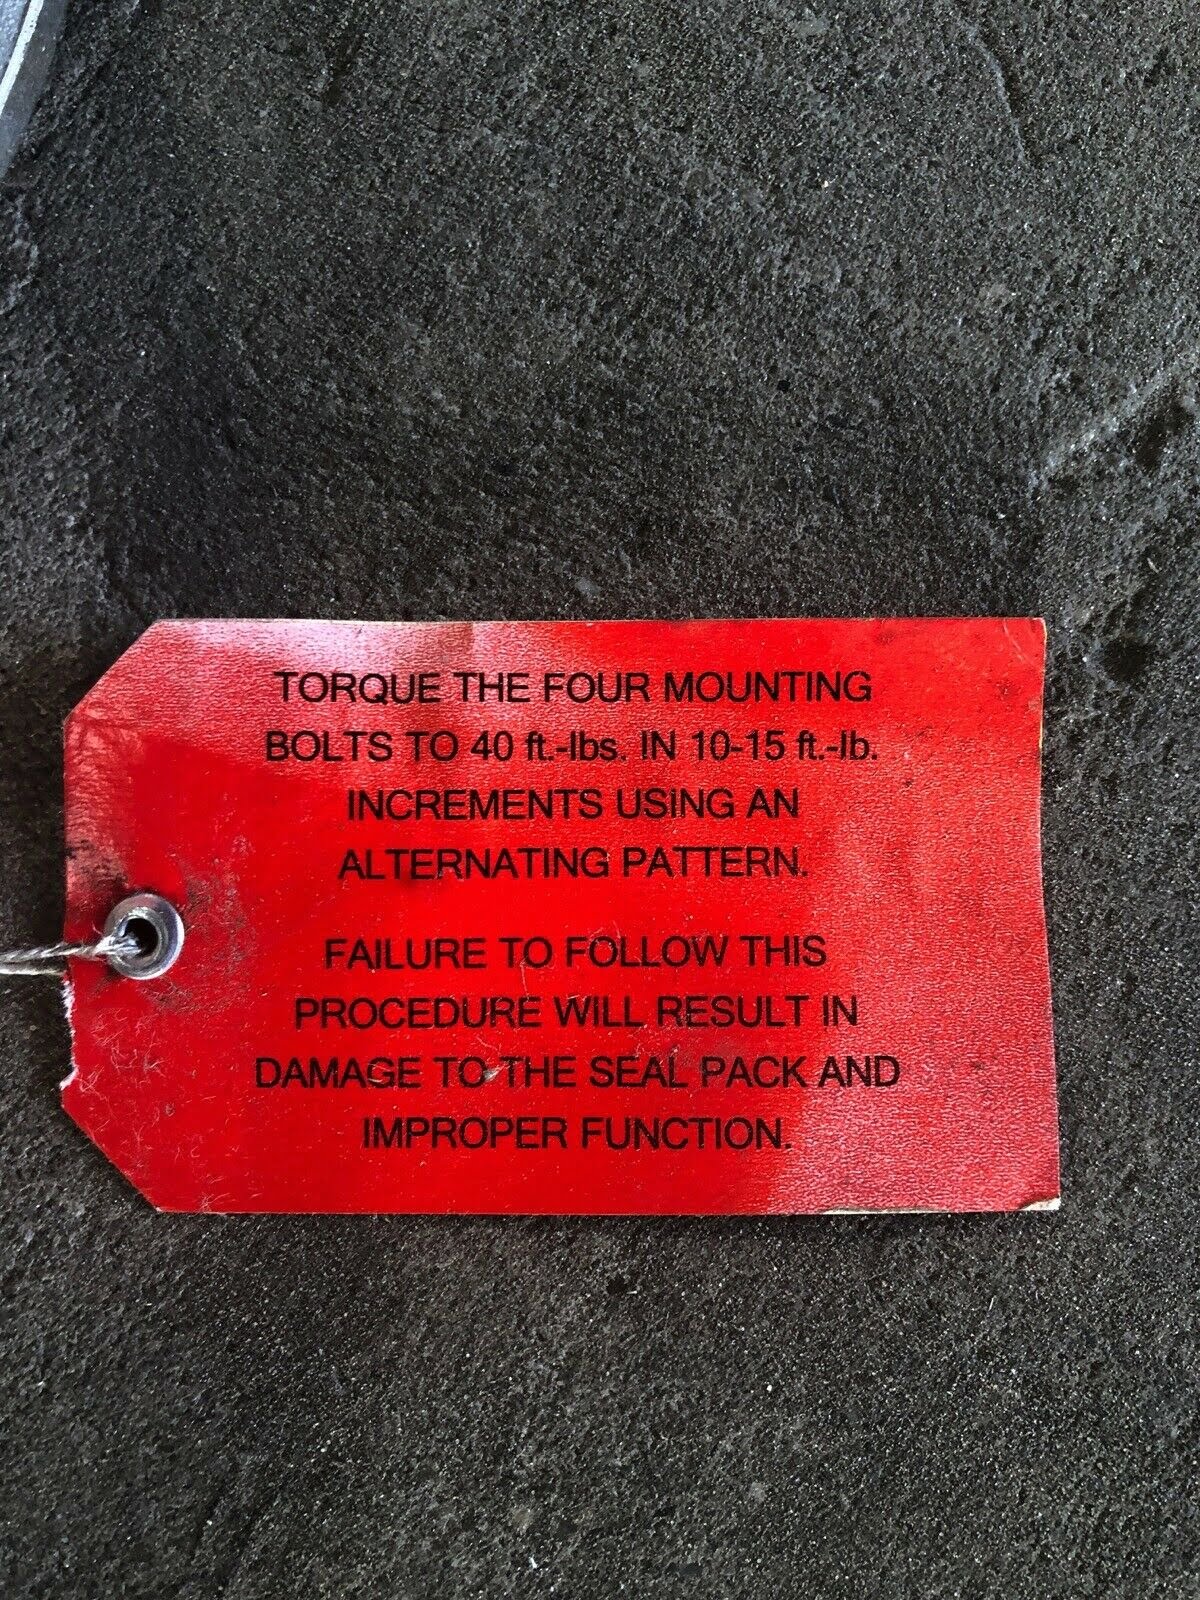 TORQUE THE FOUR MOUNTING
BOLTS TO 40 ft.-lbs. IN 10-15 ft.-lb.
INCREMENTS USING AN
ALTERNATING PATTERN.
FAILURE TO FOLLOW THIS
PROCEDURE WILL RESULT IN
DAMAGE TO THE SEAL PACK AND
IMPROPER FUNCTION.